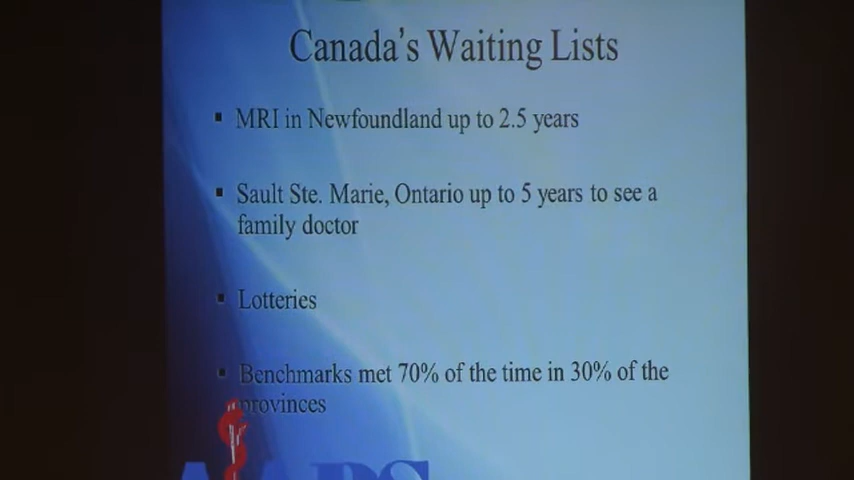 Canada's Waiting Lists
▪ MRI in Newfoundland up to 2.5 years
▪ Sault Ste. Marie, Ontario up to 5 years to see a
family doctor
▪ Lotteries
▪ Benchmarks met 70% of the time in 30% of the
provinces
AAPS